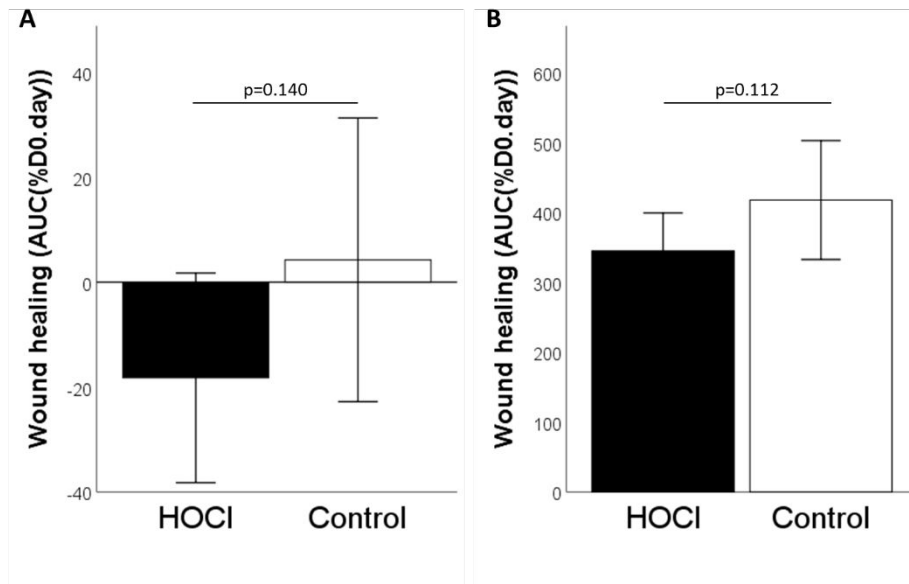 A
Wound healing (AUC(%D0.day))
40
20
0
-20
-40
p=0.140
HOCl
Control
B
Wound healing (AUC(%D0.day))
600
500
400
300
200
100
0
p=0.112
HOCl
Control